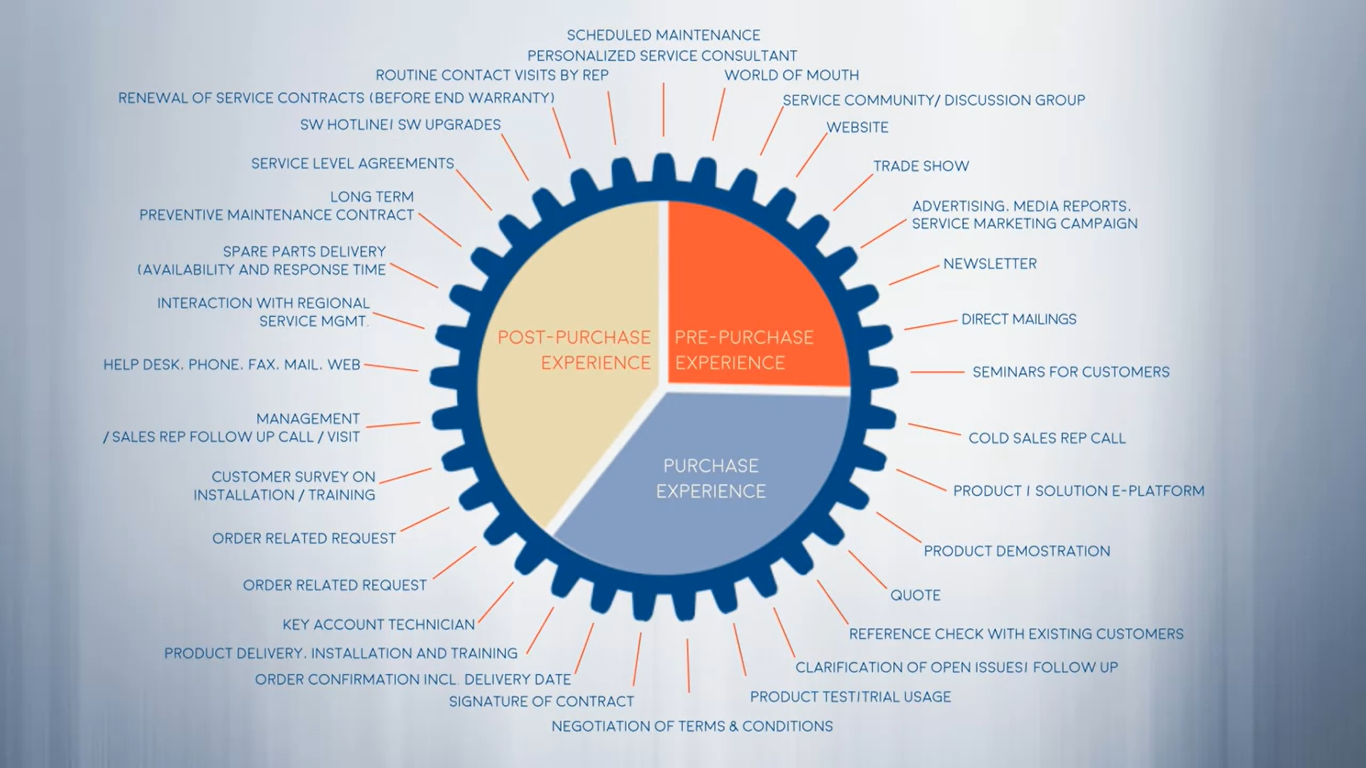 SCHEDULED MAINTENANCE
PERSONALIZED SERVICE CONSULTANT
ROUTINE CONTACT VISITS BY REP
WORLD OF MOUTH
RENEWAL OF SERVICE CONTRACTS (BEFORE END WARRANTY)
SERVICE COMMUNITY/ DISCUSSION GROUP
SW HOTLINE/ SW UPGRADES
WEBSITE
SERVICE LEVEL AGREEMENTS
TRADE SHOW
LONG TERM
PREVENTIVE MAINTENANCE CONTRACT
ADVERTISING. MEDIA REPORTS.
SERVICE MARKETING CAMPAIGN
SPARE PARTS DELIVERY
(AVAILABILITY AND RESPONSE TIME
NEWSLETTER
INTERACTION WITH REGIONAL
SERVICE MGMT.
DIRECT MAILINGS
POST-PURCHASE
EXPERIENCE
PRE-PURCHASE
EXPERIENCE
HELP DESK. PHONE. FAX. MAIL. WEB
SEMINARS FOR CUSTOMERS
MANAGEMENT
/ SALES REP FOLLOW UP CALL / VISIT
COLD SALES REP CALL
PURCHASE
EXPERIENCE
CUSTOMER SURVEY ON
INSTALLATION / TRAINING
PRODUCT / SOLUTION E-PLATFORM
ORDER RELATED REQUEST
PRODUCT DEMOSTRATION
ORDER RELATED REQUEST
QUOTE
KEY ACCOUNT TECHNICIAN
REFERENCE CHECK WITH EXISTING CUSTOMERS
PRODUCT DELIVERY. INSTALLATION AND TRAINING
CLARIFICATION OF OPEN ISSUES/ FOLLOW UP
ORDER CONFIRMATION INCL. DELIVERY DATE
SIGNATURE OF CONTRACT
PRODUCT TEST/TRIAL USAGE
NEGOTIATION OF TERMS & CONDITIONS